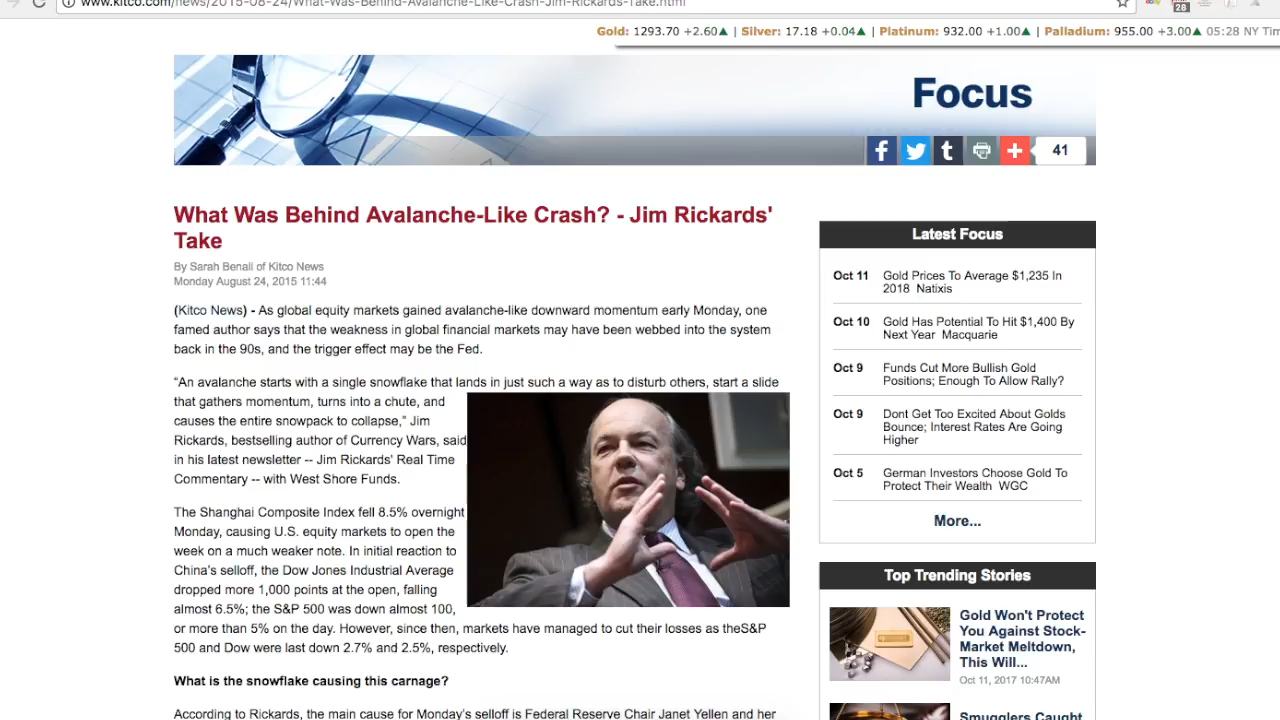 www.kitco.com/news/2015-08-24/What-Was-Behind-Avalanche-Like-Crash-Jim-Rickards-Take.html
28
Gold: 1293.70 +2.60▲ | Silver: 17.18 +0.04▲ | Platinum: 932.00 +1.00▲ | Palladium: 955.00 +3.00▲ 05:28 NY Tim
Focus
41
What Was Behind Avalanche-Like Crash? - Jim Rickards'
Take
By Sarah Benali of Kitco News
Monday August 24, 2015 11:44
(Kitco News) - As global equity markets gained avalanche-like downward momentum early Monday, one
famed author says that the weakness in global financial markets may have been webbed into the system
back in the 90s, and the trigger effect may be the Fed.
"An avalanche starts with a single snowflake that lands in just such a way as to disturb others, start a slide
that gathers momentum, turns into a chute, and
causes the entire snowpack to collapse," Jim
Rickards, bestselling author of Currency Wars, said
in his latest newsletter -- Jim Rickards' Real Time
Commentary -- with West Shore Funds.
The Shanghai Composite Index fell 8.5% overnight
Monday, causing U.S. equity markets to open the
week on a much weaker note. In initial reaction to
China's selloff, the Dow Jones Industrial Average
dropped more 1,000 points at the open, falling
almost 6.5%; the S&P 500 was down almost 100,
or more than 5% on the day. However, since then, markets have managed to cut their losses as theS&P
500 and Dow were last down 2.7% and 2.5%, respectively.
What is the snowflake causing this carnage?
According to Rickards, the main cause for Monday's selloff is Federal Reserve Chair Janet Yellen and her
Latest Focus
Oct 11 Gold Prices To Average $1,235 In
2018 Natixis
Oct 10 Gold Has Potential To Hit $1,400 By
Next Year Macquarie
Oct 9 Funds Cut More Bullish Gold
Positions; Enough To Allow Rally?
Oct 9 Dont Get Too Excited About Golds
Bounce; Interest Rates Are Going
Higher
Oct 5 German Investors Choose Gold To
Protect Their Wealth WGC
More...
Top Trending Stories
Gold Won't Protect
You Against Stock-
Market Meltdown,
This Will...
Oct 11, 2017 10:47AM
Smugglers Caught